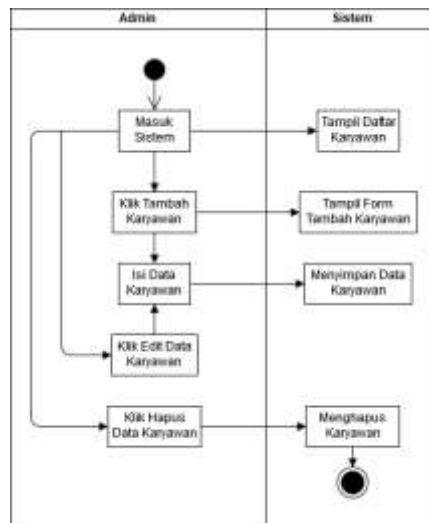 Admin
Sistem
Masuk
Sistem
Tampil Daftar
Karyawan
Klik Tambah
Karyawan
Tampil Form
Tambah Karyawan
Isi Data
Karyawan
Menyimpan Data
Karyawan
Klik Edit Data
Karyawan
Klik Hapus
Data Karyawan
Menghapus
Karyawan